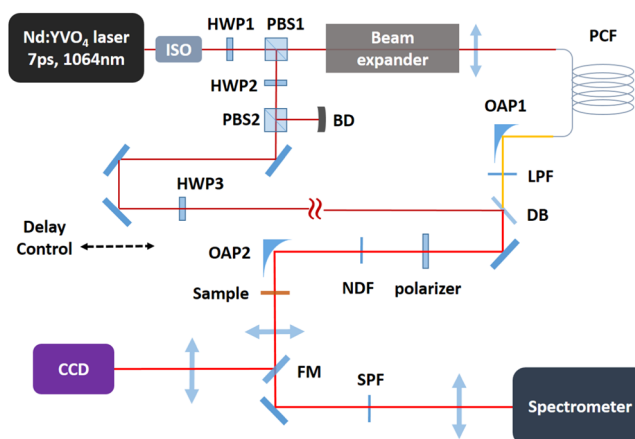 Nd:YVO₄ laser
7ps, 1064nm
ISO
HWP1
PBS1
Beam
expander
PCF
HWP2
PBS2
BD
OAP1
LPF
DB
HWP3
Delay
Control
OAP2
Sample
NDF
polarizer
CCD
FM
SPF
Spectrometer